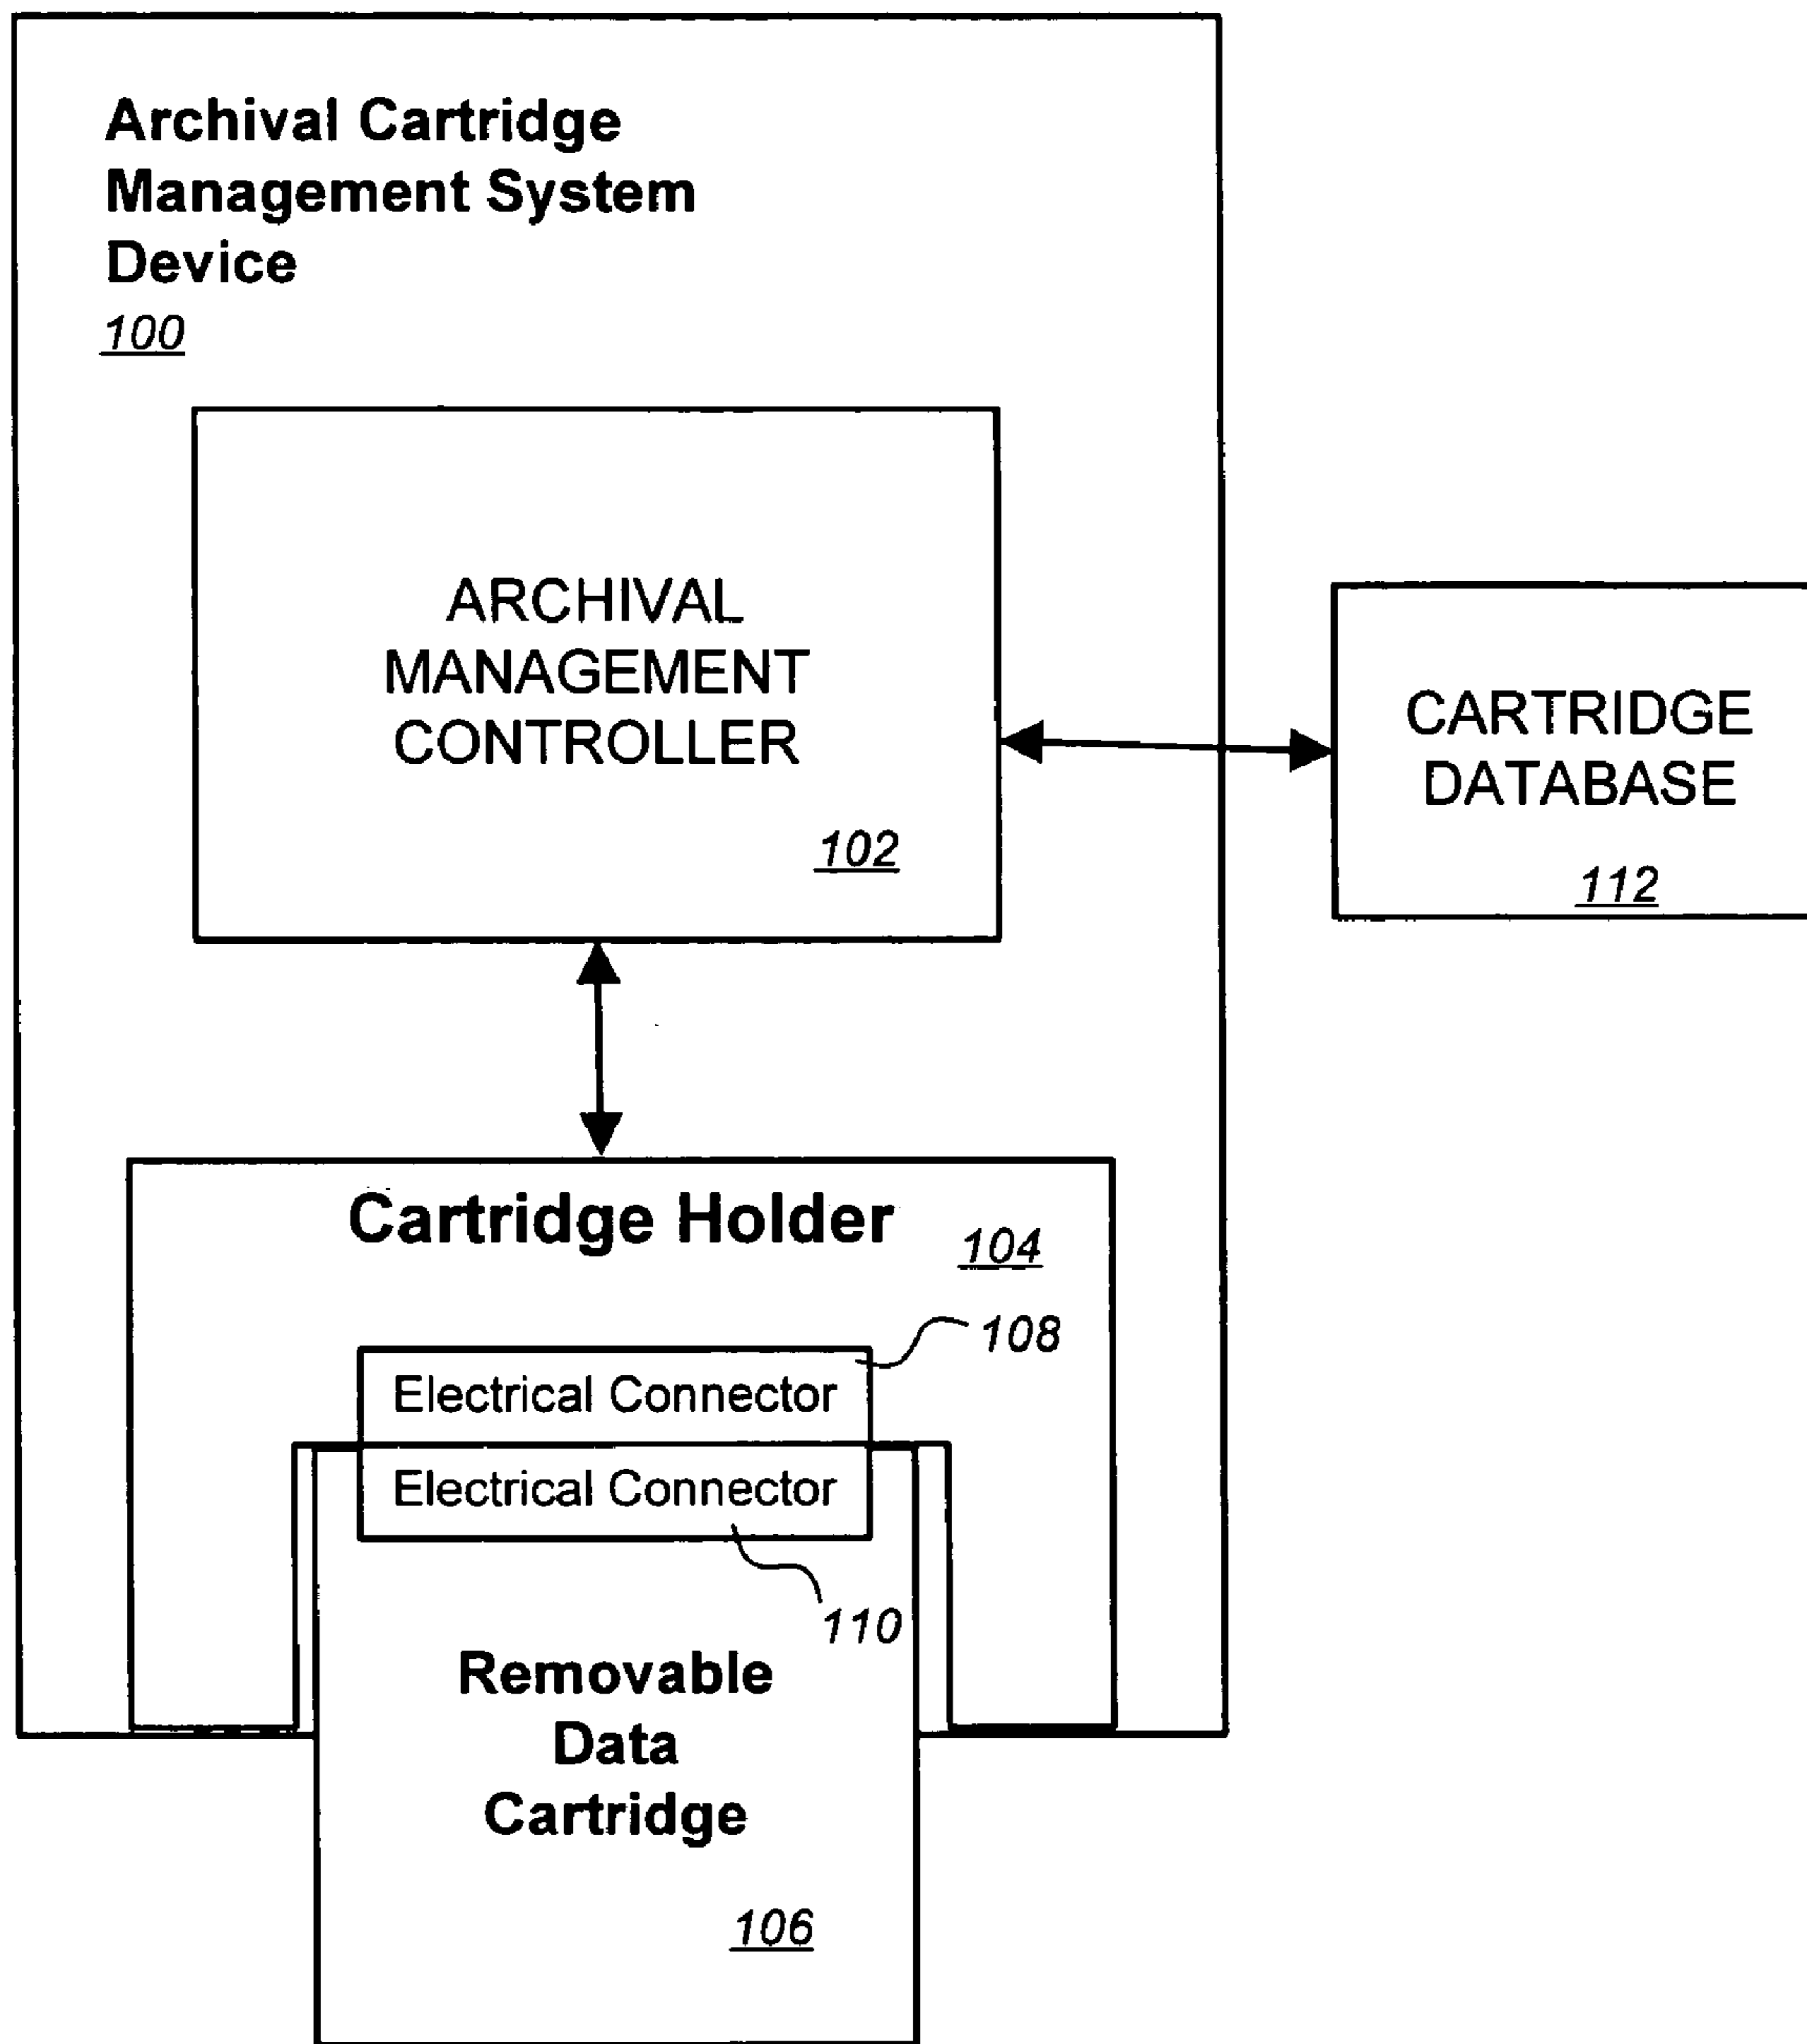 Archival Cartridge
Management System
Device
100
ARCHIVAL
MANAGEMENT
CONTROLLER
102
CARTRIDGE
DATABASE
112
Cartridge Holder
104
108
Electrical Connector
Electrical Connector
110
Removable
Data
Cartridge
106